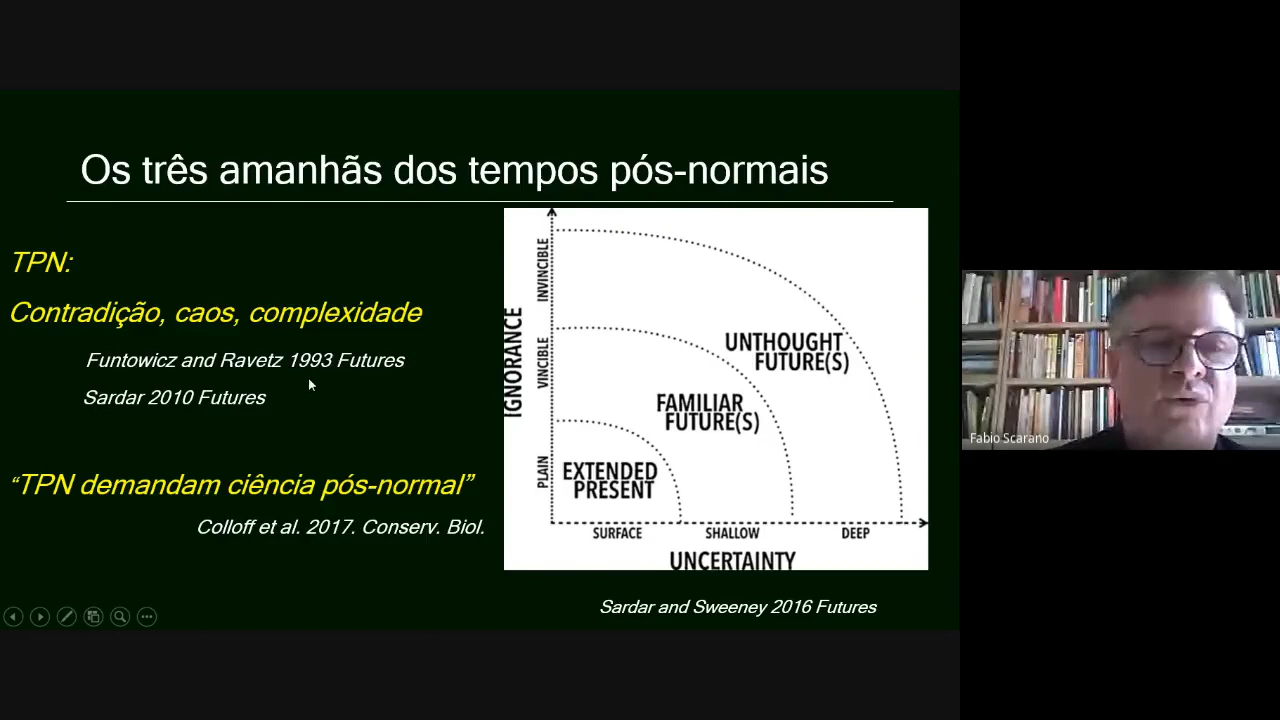 Os três amanhãs dos tempos pós-normais
TPN:
Contradição, caos, complexidade
Funtowicz and Ravetz 1993 Futures
Sardar 2010 Futures
“TPN demandam ciência pós-normal”
Colloff et al. 2017. Conserv. Biol.
IGNORANCE
INVINCIBLE
VINCIBLE
PLAIN
UNTHOUGHT
FUTURE(S)
FAMILIAR
FUTURE(S)
EXTENDED
PRESENT
SURFACE
SHALLOW
DEEP
UNCERTAINTY
Sardar and Sweeney 2016 Futures
Fabio Scarano